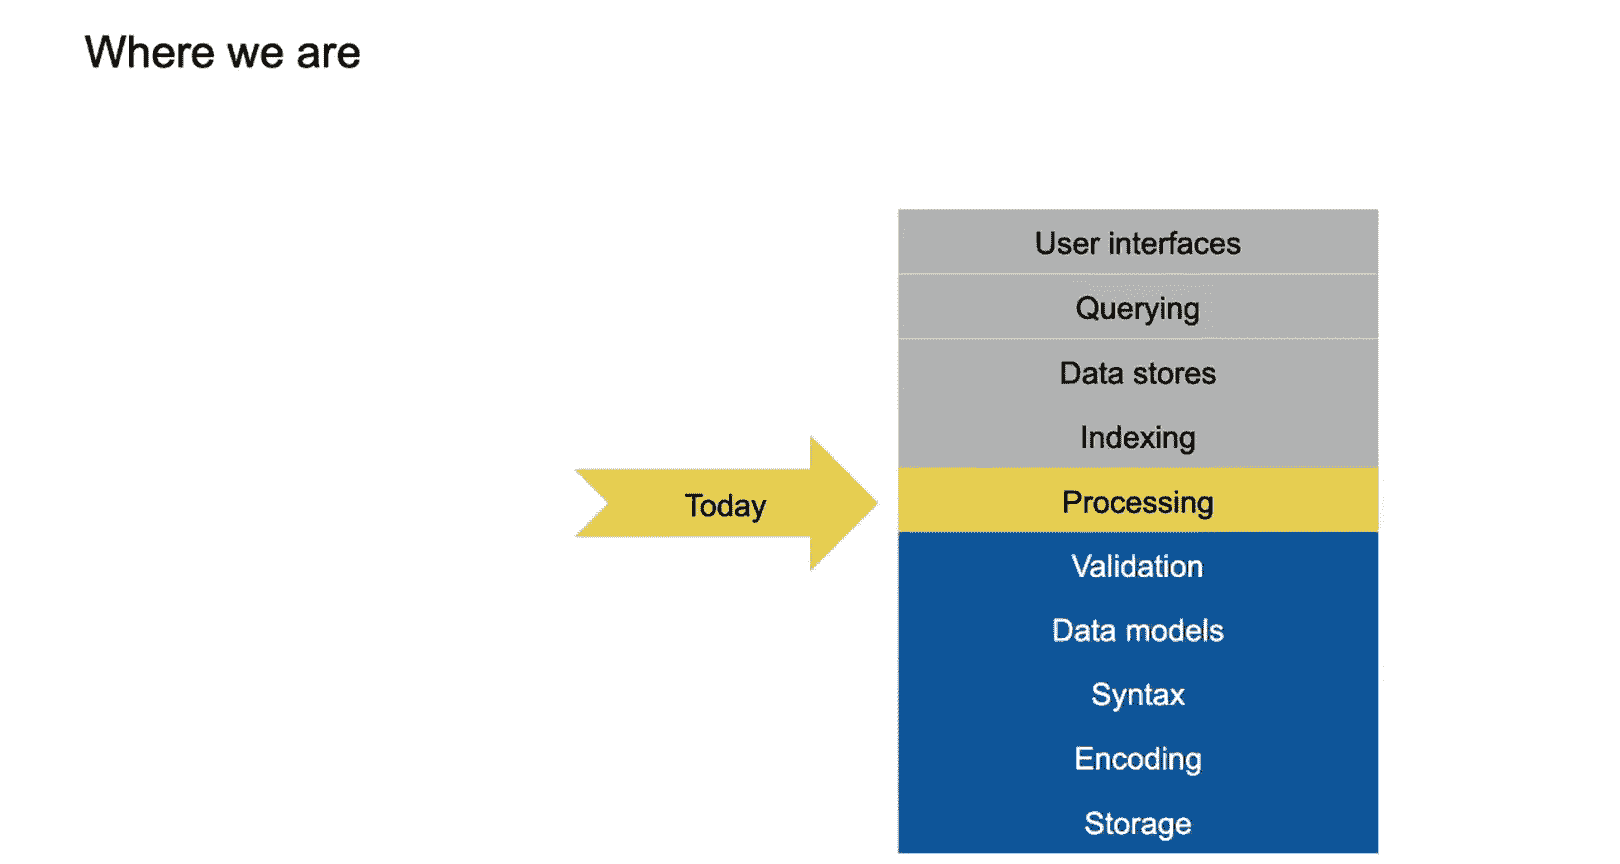 Where we are
User interfaces
Querying
Data stores
Indexing
Today
Processing
Validation
Data models
Syntax
Encoding
Storage